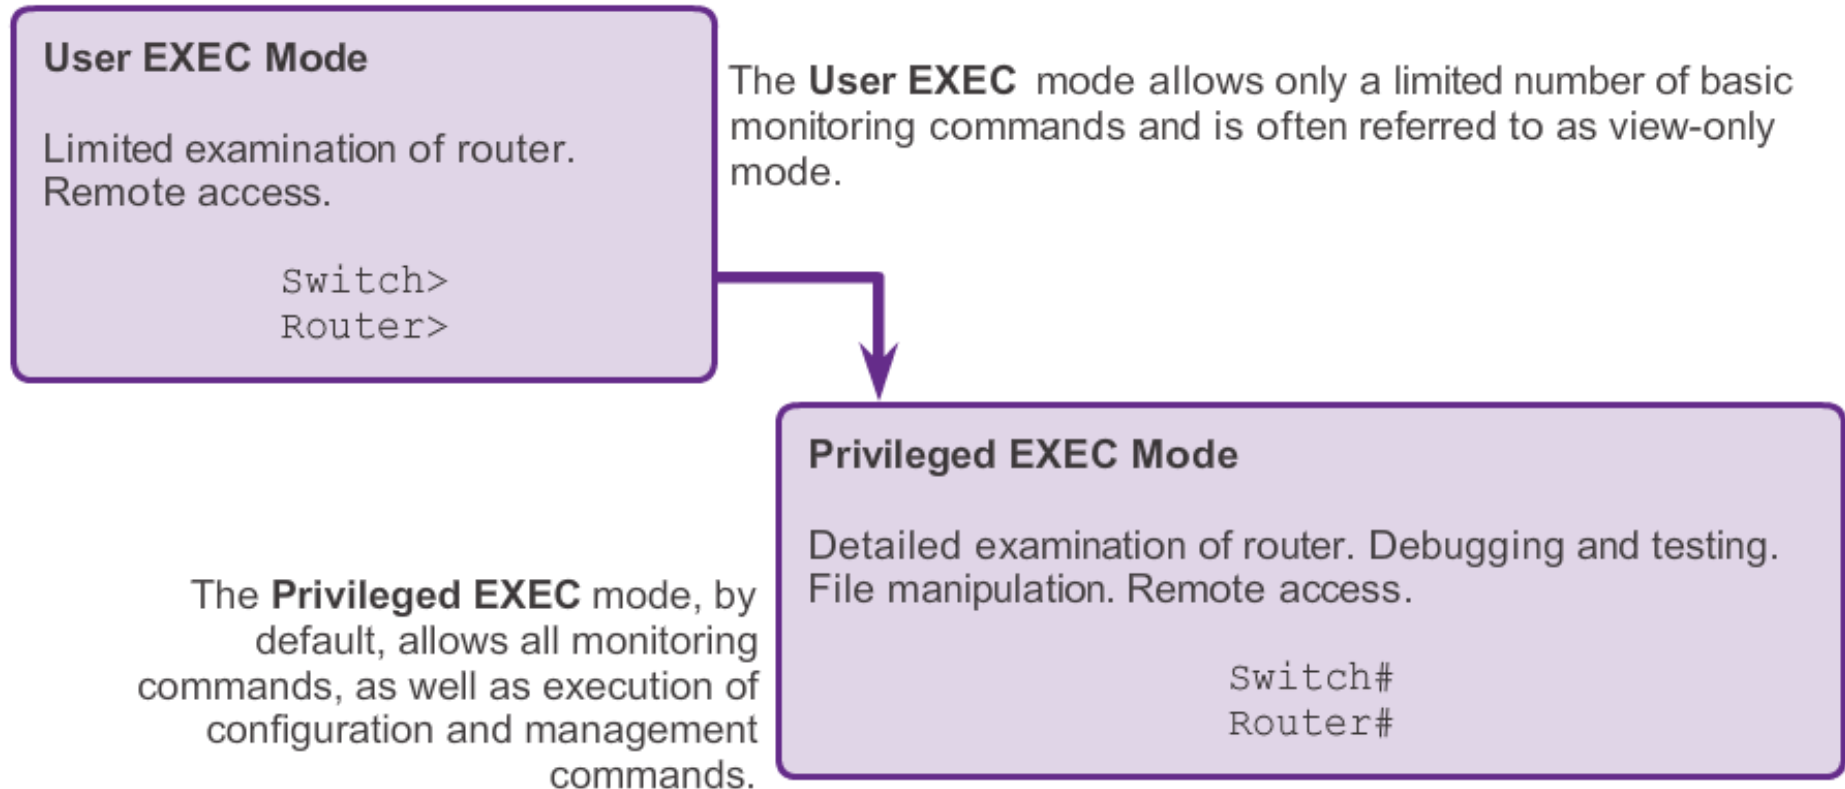 User EXEC Mode
Limited examination of router.
Remote access.
Switch>
Router>
The User EXEC mode allows only a limited number of basic
monitoring commands and is often referred to as view-only
mode.
Privileged EXEC Mode
Detailed examination of router. Debugging and testing.
File manipulation. Remote access.
Switch#
Router#
The Privileged EXEC mode, by
default, allows all monitoring
commands, as well as execution of
configuration and management
commands.